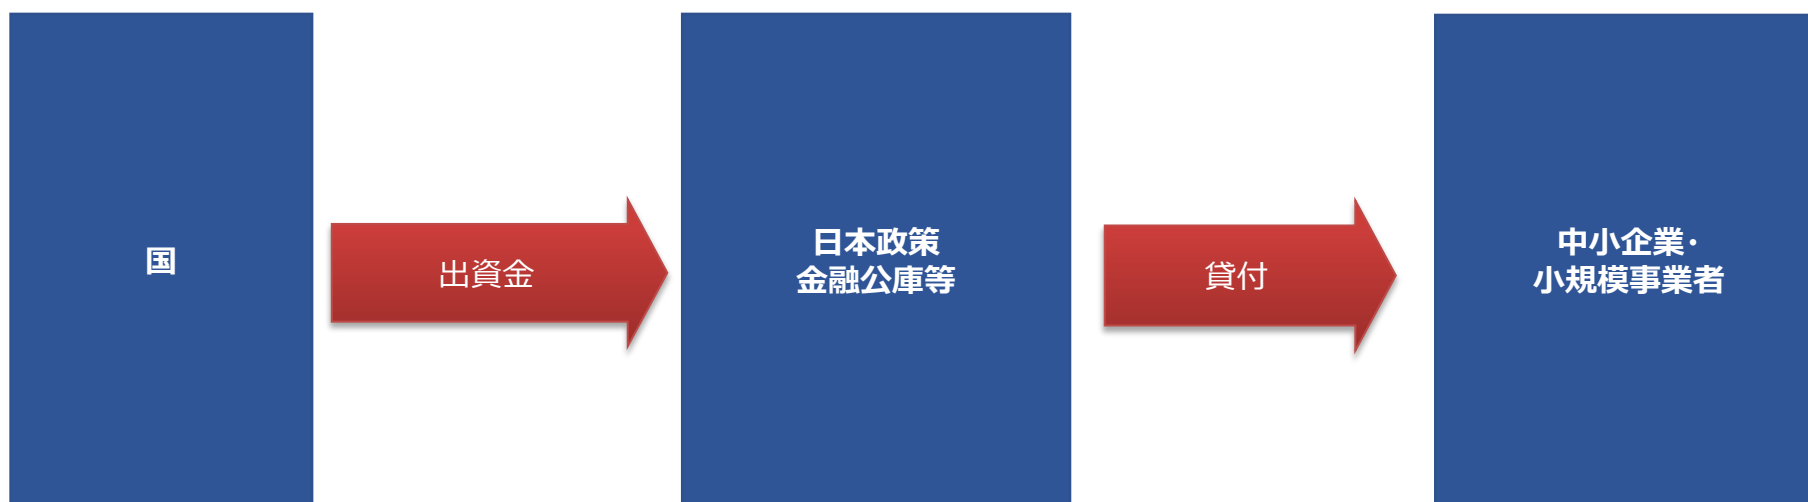 国
出資金
日本政策
金融公庫等
貸付
中小企業・
小規模事業者